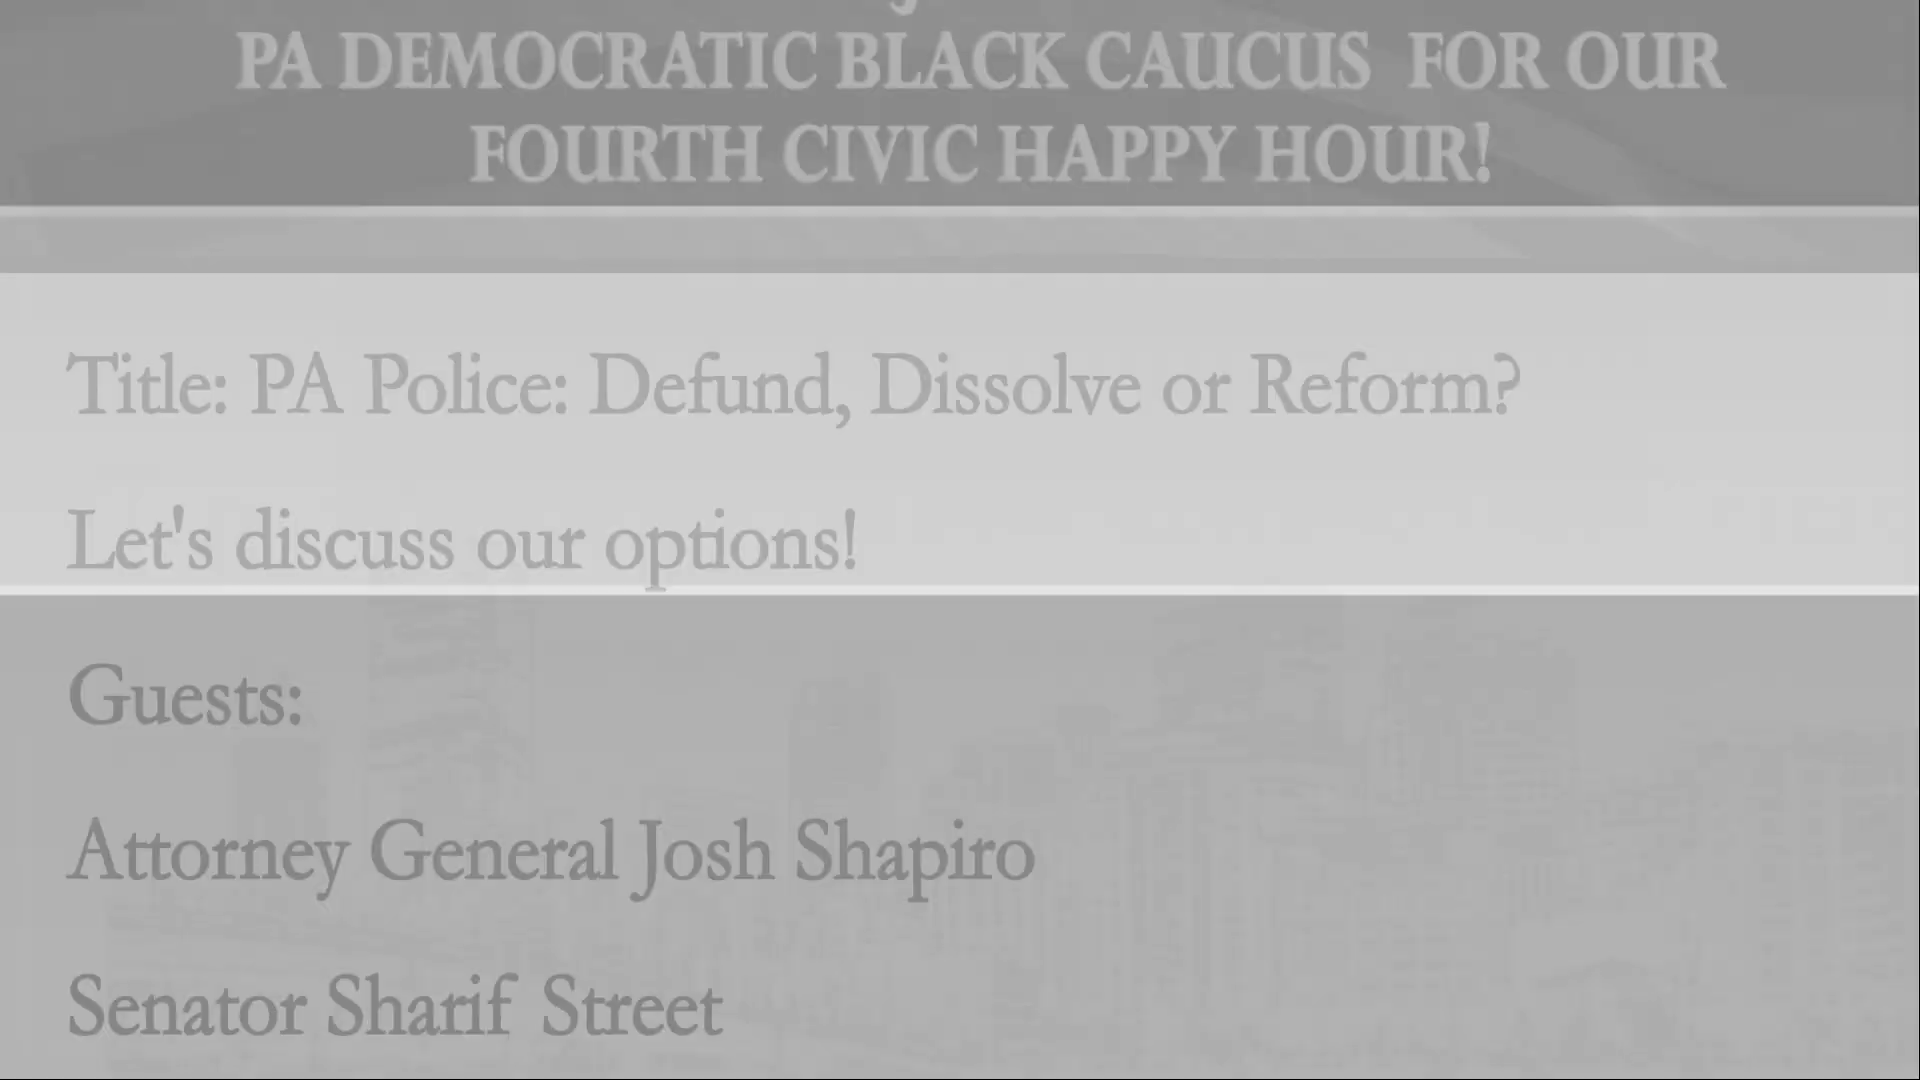 PA DEMOCRATIC BLACK CAUCUS FOR OUR
FOURTH CIVIC HAPPY HOUR!
Title: PA Police: Defund, Dissolve or Reform?
Let's discuss our options!
Guests:
Attorney General Josh Shapiro
Senator Sharif Street